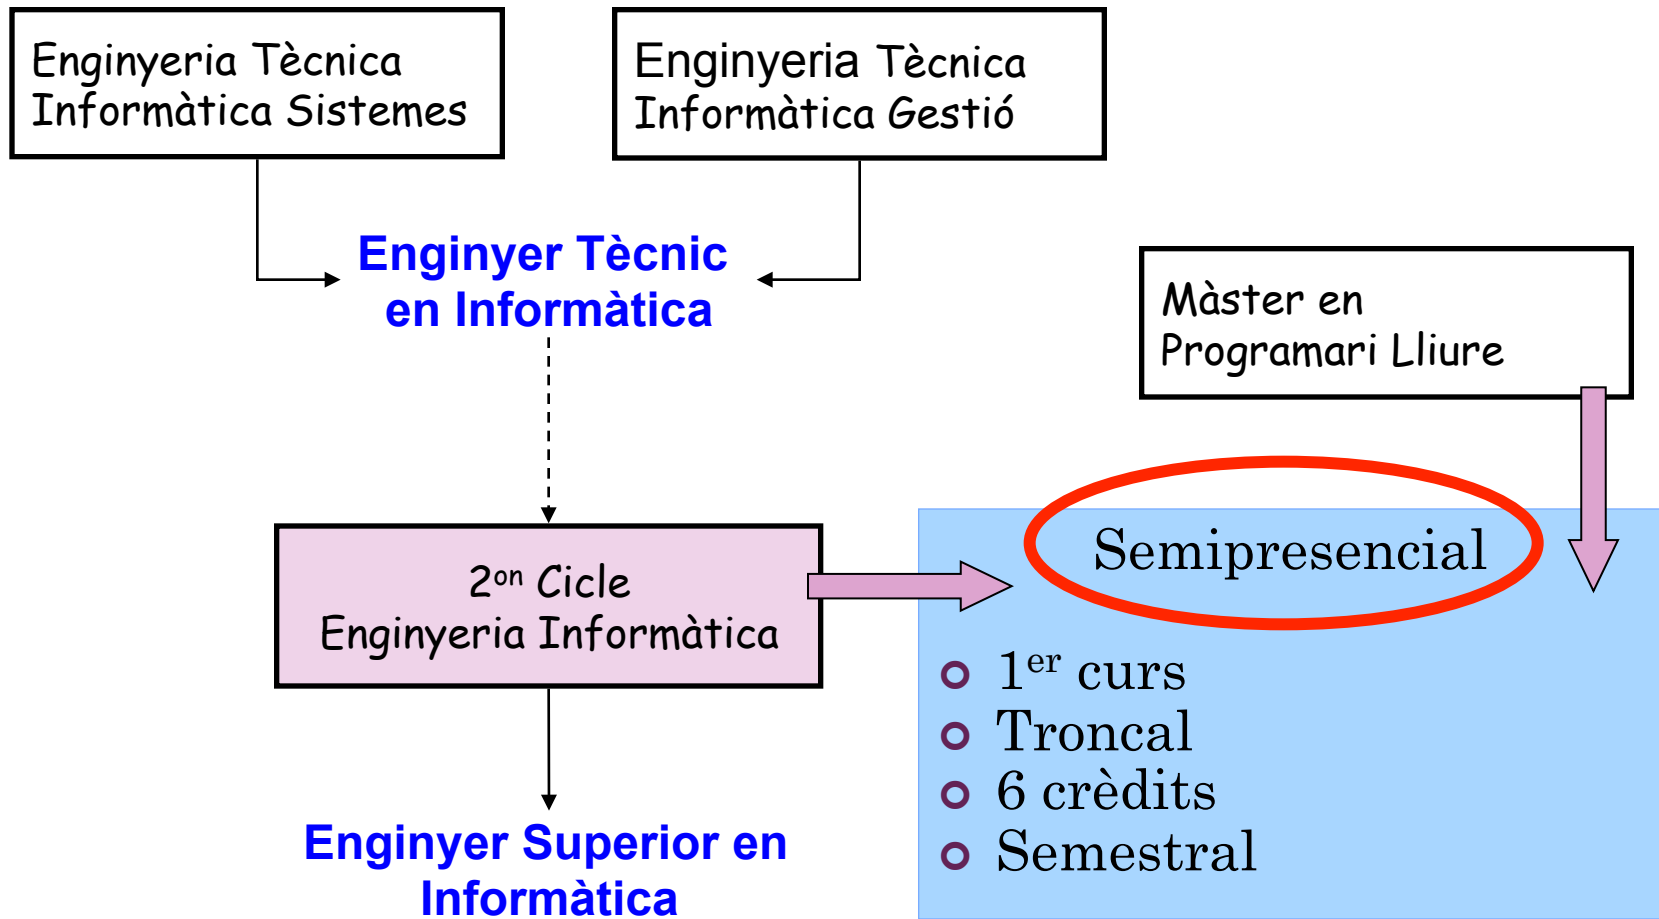 Enginyeria Tècnica
Informàtica Sistemes
Enginyeria Tècnica
Informàtica Gestió
Enginyer Tècnic
en Informàtica
Màster en
Programari Lliure
2on Cicle
Enginyeria Informàtica
Semipresencial
1er curs
Troncal
6 crèdits
Semestral
Enginyer Superior en
Informàtica